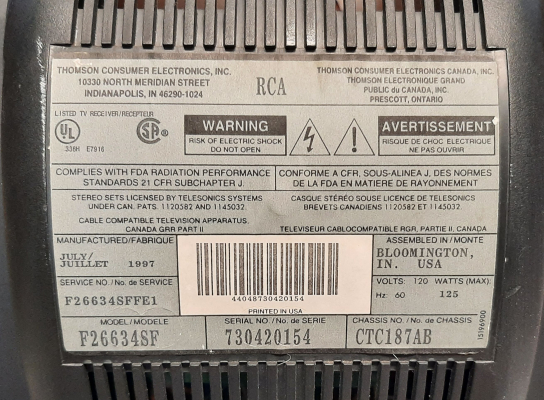 THOMSON CONSUMER ELECTRONICS, INC.
10330 NORTH MERIDIAN STREET
INDIANAPOLIS, IN 46290-1024
RCA
THOMSON CONSUMER ELECTRONICS CANADA, INC.
THOMSON ELECTRONIQUE GRAND
PUBLIC du CANADA, INC.
PRESCOTT, ONTARIO
LISTED TV RECEIVER/RECEPTEUR
UL
SA
336H E7916
WARNING
RISK OF ELECTRIC SHOCK
DO NOT OPEN
AVERTISSEMENT
RISQUE DE CHOC ELECTRIQUE
NE PAS OUVRIR
COMPLIES WITH FDA RADIATION PERFORMANCE
STANDARDS 21 CFR SUBCHAPTER J.
CONFORME A CFR, SOUS-ALINEA J, DES NORMES
de la FDA EN MATIERE DE RAYONNEMENT
STEREO SETS LICENSED BY TELESONICS SYSTEMS
UNDER CAN. PATS. 1120582 AND 1145032.
CASQUE STÉRÉO SOUSE LICENCE DE TELESONICS
BREVETS CANADIENS 1120582 ET 1145032.
CABLE COMPATIBLE TELEVISION APPARATUS,
CANADA GRR PART II
TELEVISEUR CABLOCOMPATIBLE RGR, PARTIE II, CANADA
MANUFACTURED/FABRIQUE
JULY/
JUILLET 1997
SERVICE NO./No de SERVICE
F26634SFFE1
44048730420154
PRINTED IN USA
ASSEMBLED IN/MONTE
BLOOMINGTON,
IN. USA
VOLTS: 120 WATTS (MAX):
Hz: 60 125
MODEL/MODELE
F26634SF
SERIAL NO./No de SERIE
730420154
CHASSIS NO./No de CHASSIS
CTC187AB
15196900